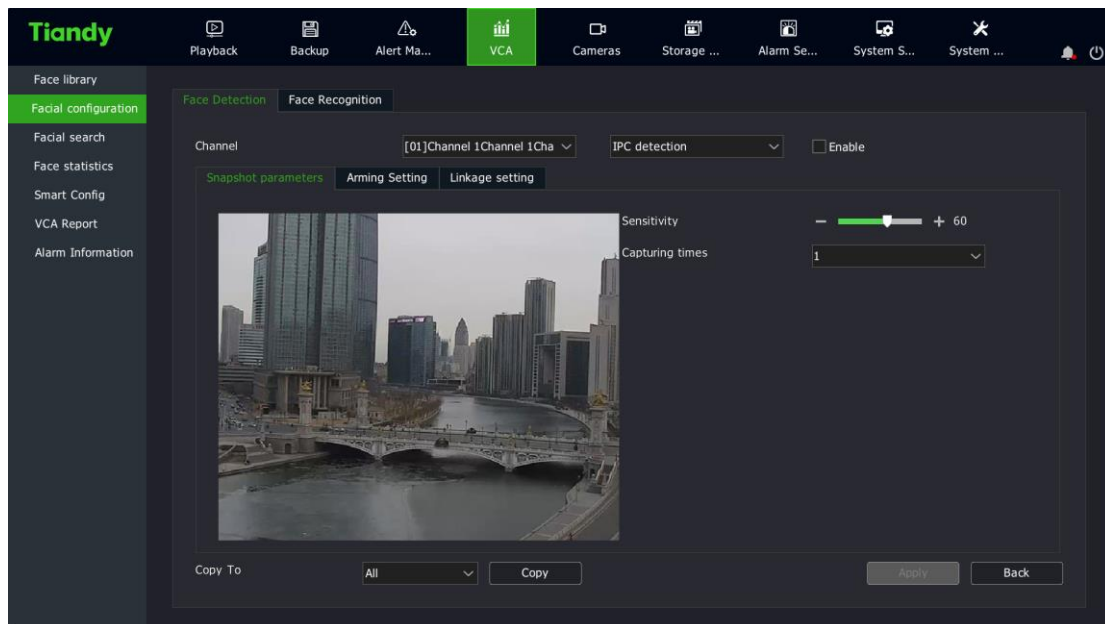 Tiandy
Playback
Backup
Alert Ma...
VCA
Cameras
Storage ...
Alarm Se...
System S...
System ...
Face library
Facial configuration
Facial search
Face statistics
Smart Config
VCA Report
Alarm Information
Face Detection
Face Recognition
Channel
[01]Channel 1Channel 1Cha
IPC detection
Enable
Snapshot parameters
Arming Setting
Linkage setting
Sensitivity
60
Capturing times
1
Copy To
All
Copy
Apply
Back